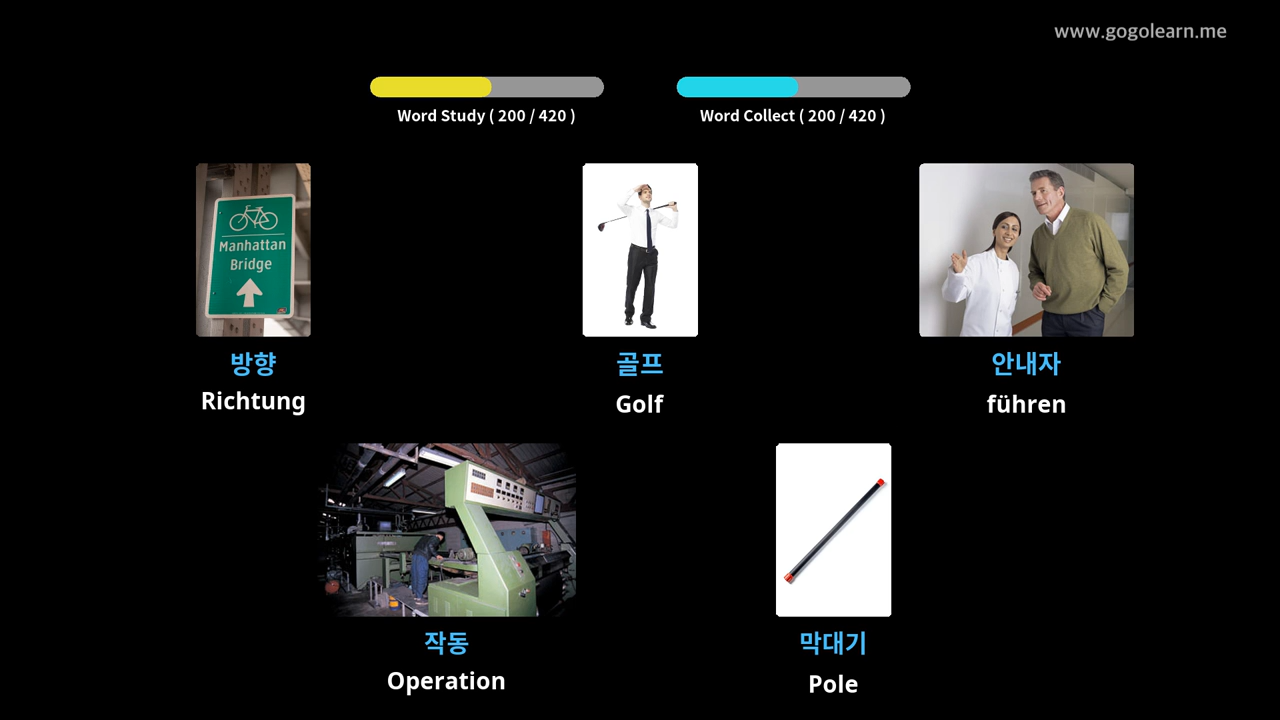 www.gogolearn.me
Word Study ( 200 / 420 )
Word Collect ( 200 / 420 )
Manhattan
Bridge
방향
Richtung
골프
Golf
안내자
führen
작동
Operation
막대기
Pole